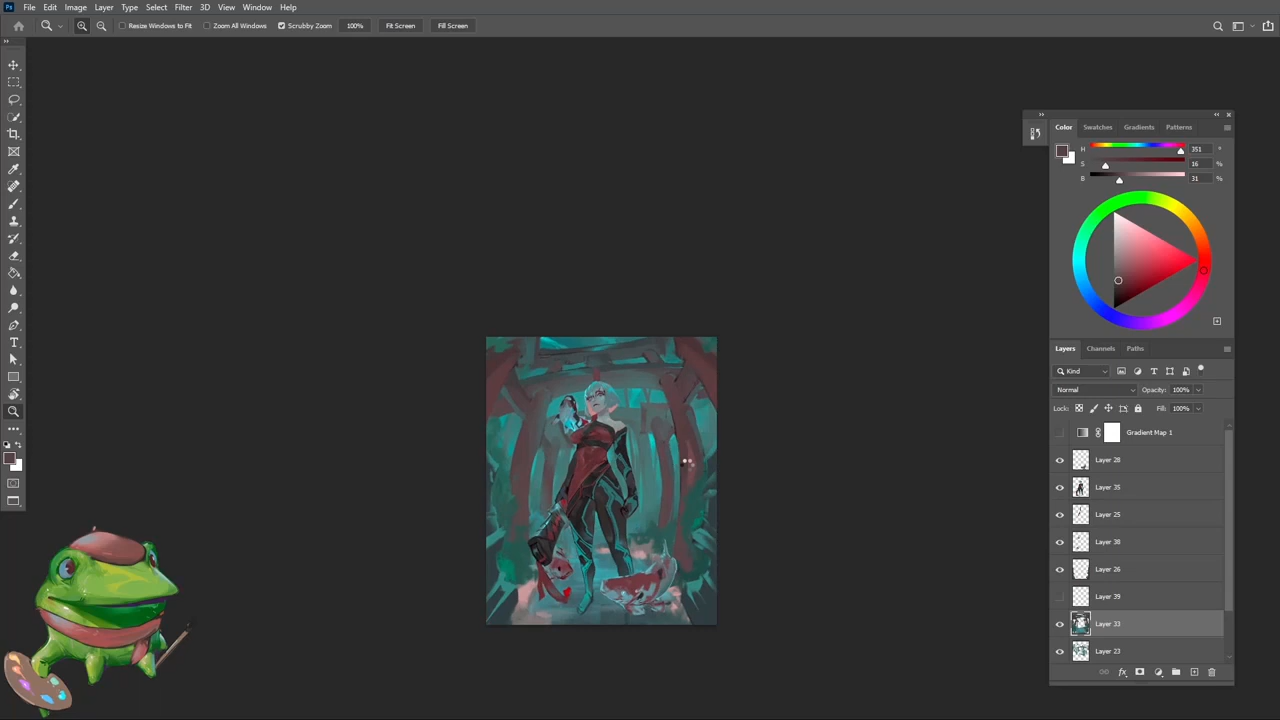 Ps File Edit Image Layer Type Select Filter 3D View Window Help
Resize Windows to Fit Zoom All Windows Scrubby Zoom 100% Fit Screen Fill Screen
Color Swatches Gradients Patterns
H 351 °
S 16 %
B 31 %
Layers Channels Paths
Kind
Normal Opacity: 100%
Lock: Fill: 100%
Gradient Map 1
Layer 28
Layer 35
Layer 25
Layer 38
Layer 26
Layer 39
Layer 33
Layer 23
fx